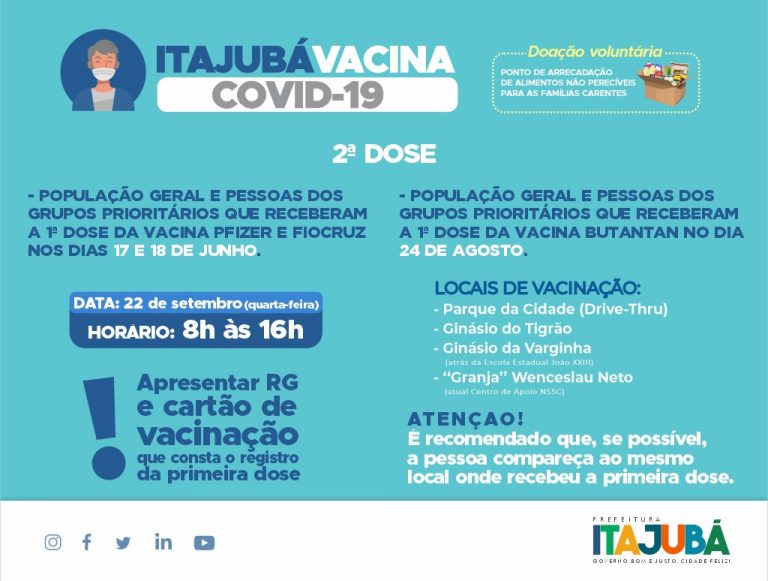 ITAJUBÁ VACINA
COVID-19
Doação voluntária
PONTO DE ARRECADAÇÃO
DE ALIMENTOS NÃO PERECÍVEIS
PARA AS FAMÍLIAS CARENTES
2ª DOSE
- POPULAÇÃO GERAL E PESSOAS DOS
GRUPOS PRIORITÁRIOS QUE RECEBERAM
A 1ª DOSE DA VACINA PFIZER E FIOCRUZ
NOS DIAS 17 E 18 DE JUNHO.
- POPULAÇÃO GERAL E PESSOAS DOS
GRUPOS PRIORITÁRIOS QUE RECEBERAM
A 1ª DOSE DA VACINA BUTANTAN NO DIA
24 DE AGOSTO.
DATA: 22 de setembro (quarta-feira)
HORÁRIO: 8h às 16h
! Apresentar RG
e cartão de
vacinação
que consta o registro
da primeira dose
LOCAIS DE VACINAÇÃO:
- Parque da Cidade (Drive-Thru)
- Ginásio do Tigrão
- Ginásio da Varginha
(atrás da Escola Estadual João XXIII)
- “Granja” Wenceslau Neto
(atual Centro de Apoio NSSC)
ATENÇAO!
É recomendado que, se possível,
a pessoa compareça ao mesmo
local onde recebeu a primeira dose.
PREFEITURA
ITAJUBÁ
GOVERNO BOM E JUSTO, CIDADE FELIZ!